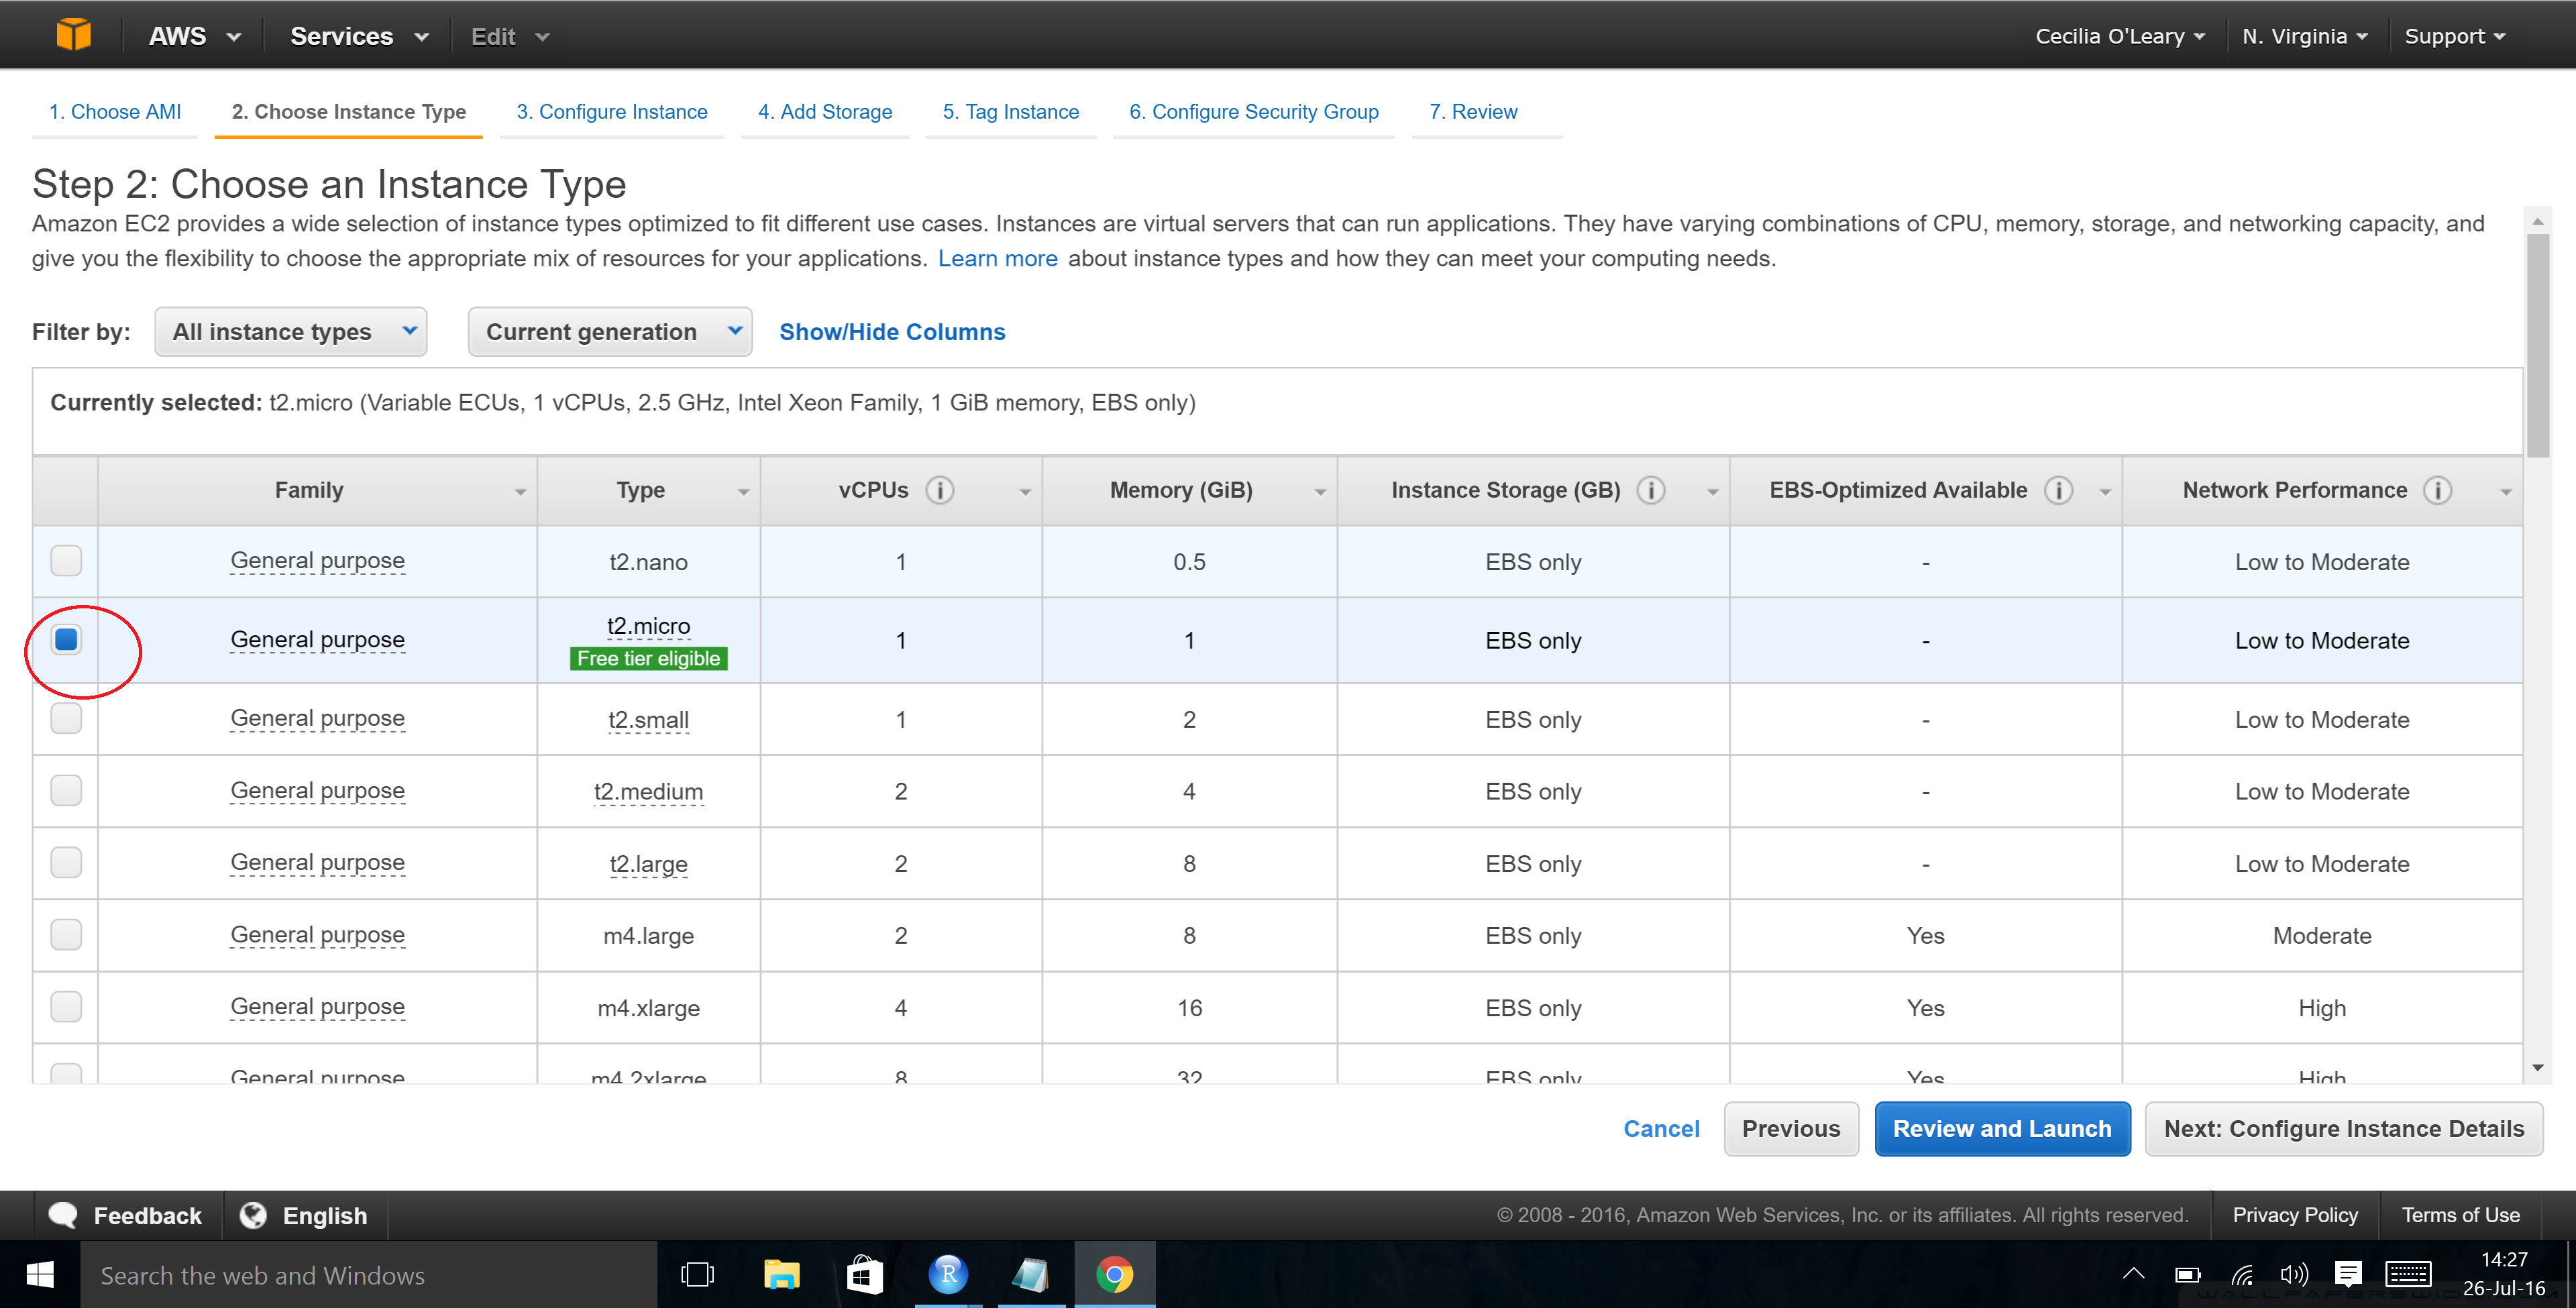 AWS Services Edit Cecilia O'Leary N. Virginia Support
1. Choose AMI 2. Choose Instance Type 3. Configure Instance 4. Add Storage 5. Tag Instance 6. Configure Security Group 7. Review
Step 2: Choose an Instance Type
Amazon EC2 provides a wide selection of instance types optimized to fit different use cases. Instances are virtual servers that can run applications. They have varying combinations of CPU, memory, storage, and networking capacity, and
give you the flexibility to choose the appropriate mix of resources for your applications. Learn more about instance types and how they can meet your computing needs.
Filter by: All instance types Current generation Show/Hide Columns
Currently selected: t2.micro (Variable ECUs, 1 vCPUs, 2.5 GHz, Intel Xeon Family, 1 GiB memory, EBS only)
Family Type vCPUs i Memory (GiB) Instance Storage (GB) i EBS-Optimized Available i Network Performance i
General purpose t2.nano 1 0.5 EBS only - Low to Moderate
General purpose t2.micro 1 1 EBS only - Low to Moderate
Free tier eligible
General purpose t2.small 1 2 EBS only - Low to Moderate
General purpose t2.medium 2 4 EBS only - Low to Moderate
General purpose t2.large 2 8 EBS only - Low to Moderate
General purpose m4.large 2 8 EBS only Yes Moderate
General purpose m4.xlarge 4 16 EBS only Yes High
General purpose m4.2xlarge 8 32 EBS only Yes High
Cancel Previous Review and Launch Next: Configure Instance Details
Feedback English © 2008 - 2016, Amazon Web Services, Inc. or its affiliates. All rights reserved. Privacy Policy Terms of Use
Search the web and Windows R 14:27
26-Jul-16